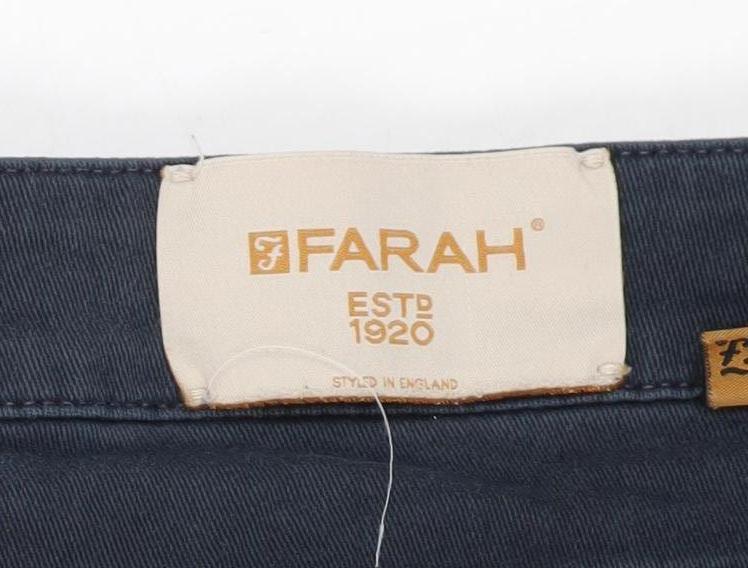 F FARAH®
ESTD
1920
STYLED IN ENGLAND